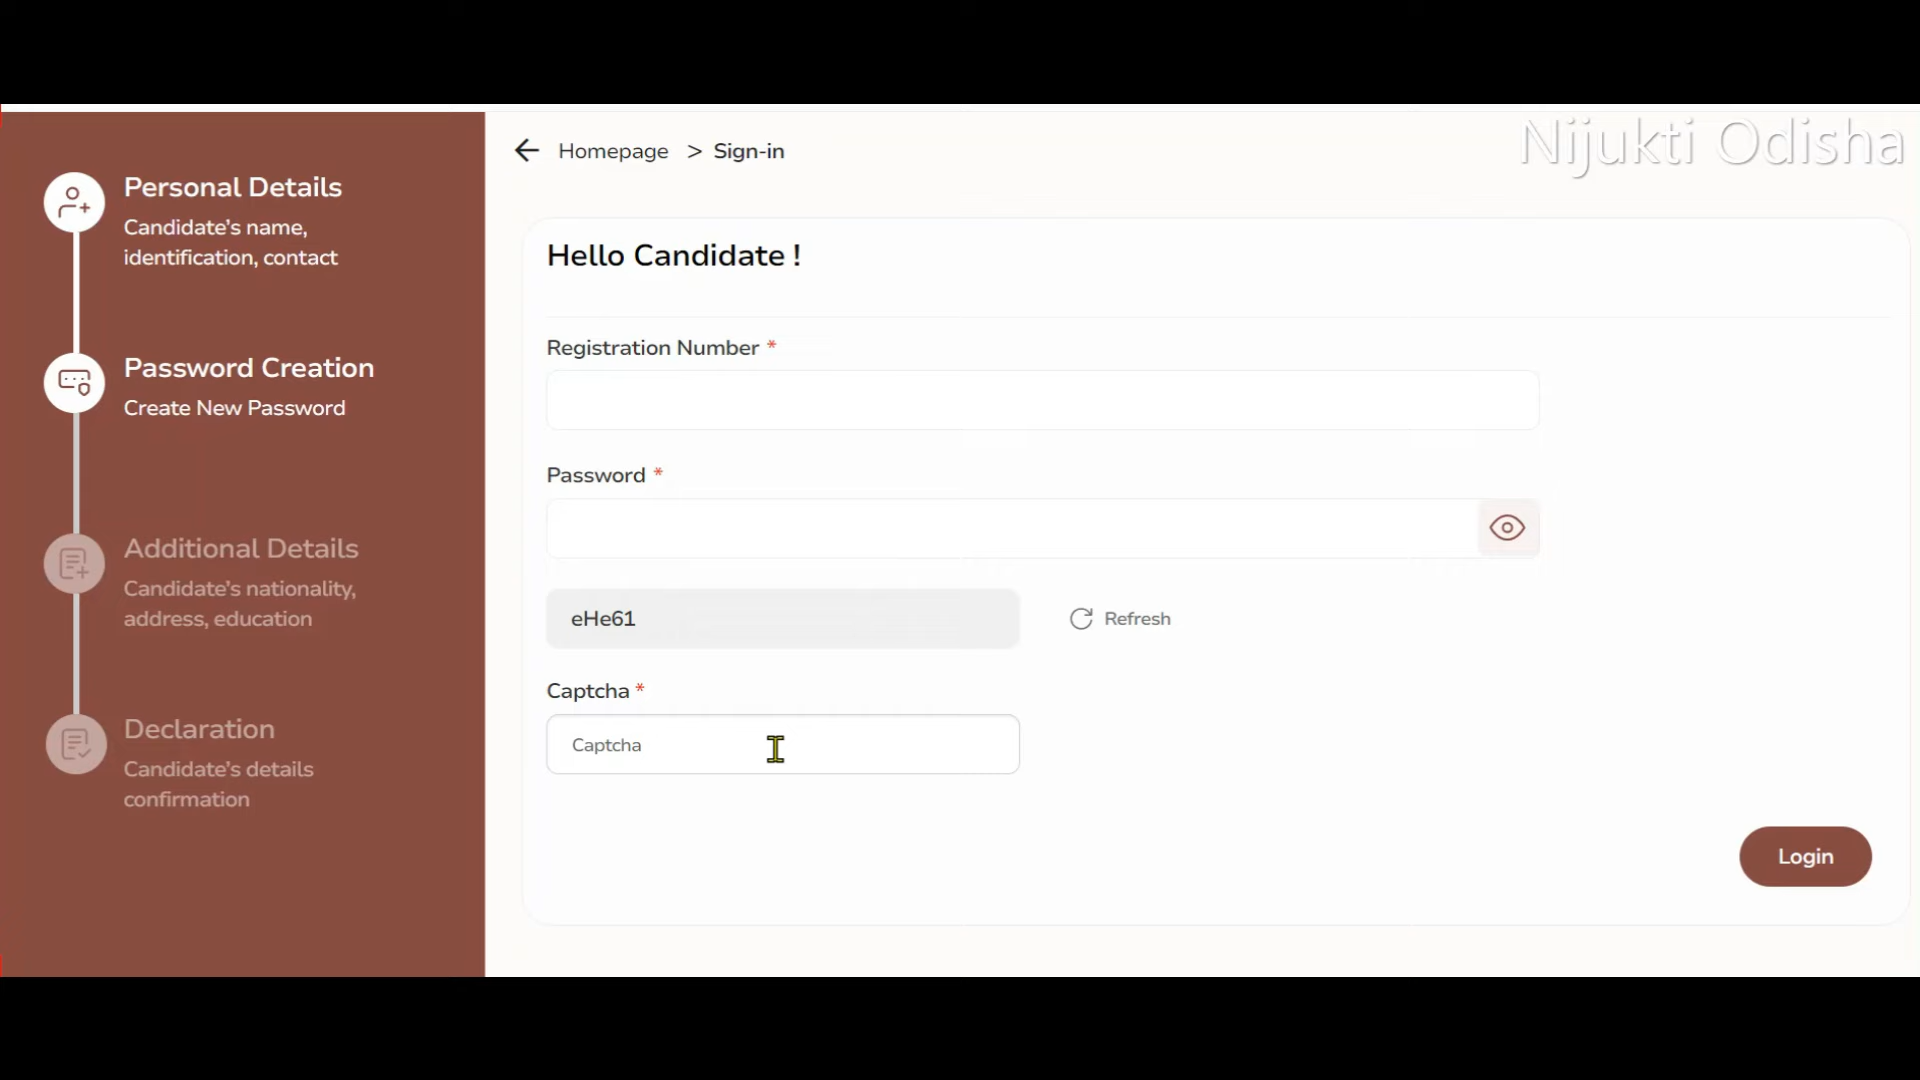 Nijukti Odisha
Homepage > Sign-in
Personal Details
Candidate's name,
identification, contact
Password Creation
Create New Password
Additional Details
Candidate's nationality,
address, education
Declaration
Candidate's details
confirmation
Hello Candidate !
Registration Number *
Password *
eHe61
Refresh
Captcha *
Captcha
Login